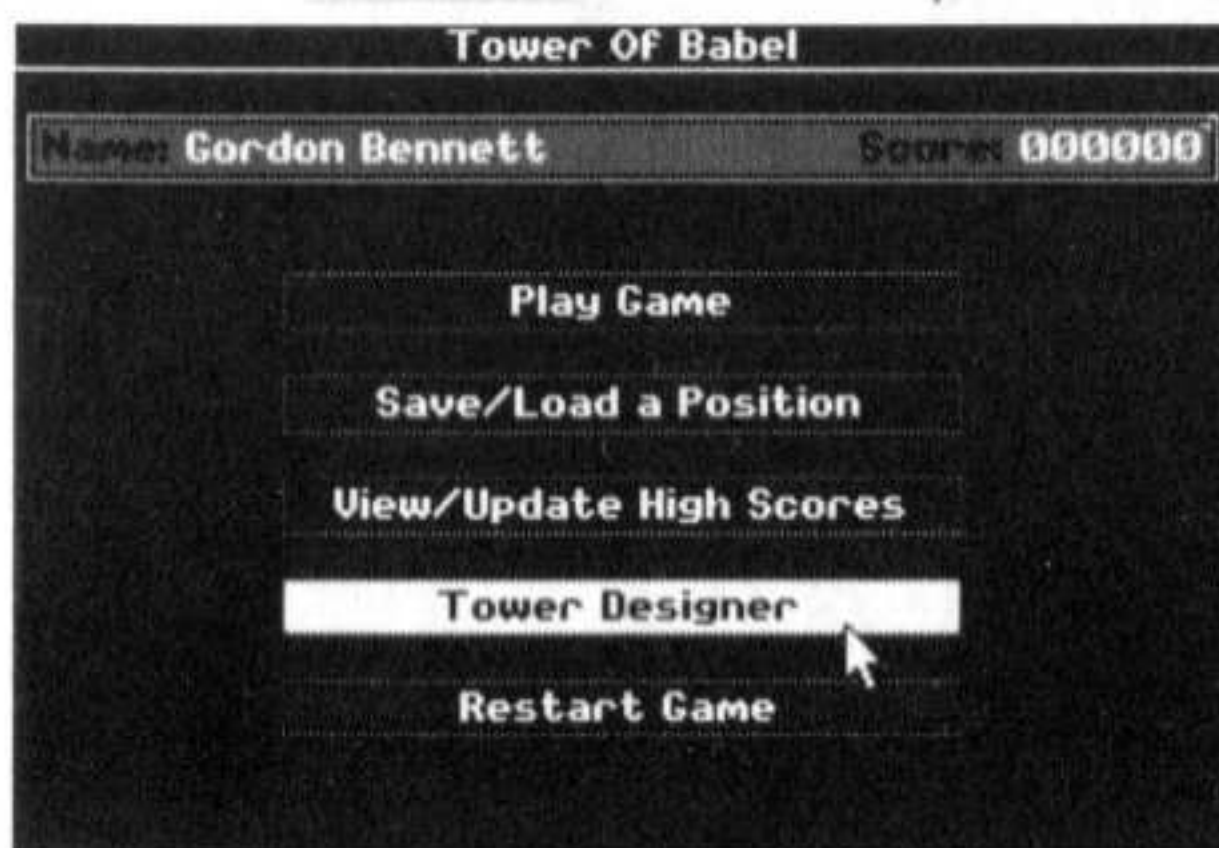 Tower Of Babel
Name: Gordon Bennett Score: 000000
Play Game
Save/Load a Position
View/Update High Scores
Tower Designer
Restart Game